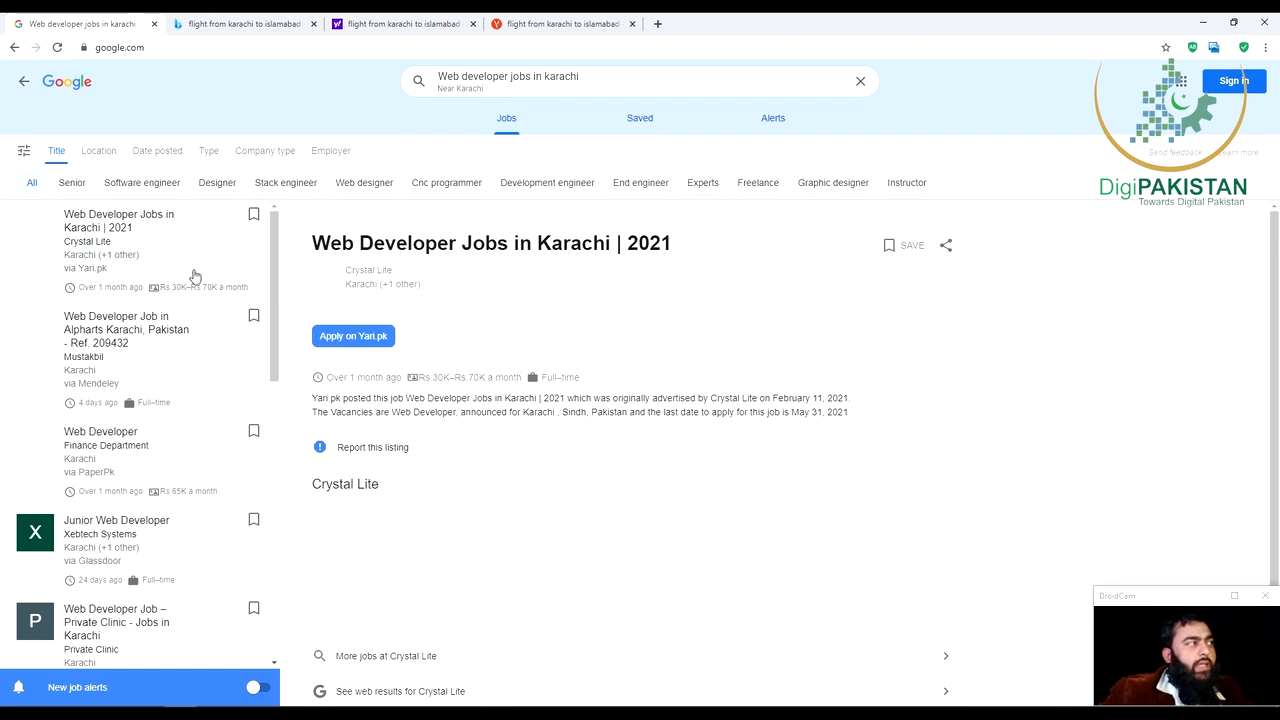 Web developer jobs in karachi
flight from karachi to islamabad
flight from karachi to islamabad
flight from karachi to islamabad
google.com
Google
Web developer jobs in karachi
Near Karachi
Sign in
Jobs
Saved
Alerts
Title
Location
Date posted
Type
Company type
Employer
Send feedback
Learn more
All
Senior
Software engineer
Designer
Stack engineer
Web designer
Cnc programmer
Development engineer
End engineer
Experts
Freelance
Graphic designer
Instructor
DigiPAKISTAN
Towards Digital Pakistan
Web Developer Jobs in
Karachi | 2021
Crystal Lite
Karachi (+1 other)
via Yari.pk
Over 1 month ago Rs 30K–Rs 70K a month
Web Developer Job in
Alpharts Karachi, Pakistan
- Ref. 209432
Mustakbil
Karachi
via Mendeley
4 days ago Full–time
Web Developer
Finance Department
Karachi
via PaperPk
Over 1 month ago Rs 65K a month
X
Junior Web Developer
Xebtech Systems
Karachi (+1 other)
via Glassdoor
24 days ago Full–time
P
Web Developer Job –
Private Clinic - Jobs in
Karachi
Private Clinic
Karachi
New job alerts
Web Developer Jobs in Karachi | 2021
SAVE
Crystal Lite
Karachi (+1 other)
Apply on Yari.pk
Over 1 month ago Rs 30K–Rs 70K a month Full–time
Yari.pk posted this job Web Developer Jobs in Karachi | 2021 which was originally advertised by Crystal Lite on February 11, 2021.
The Vacancies are Web Developer, announced for Karachi , Sindh, Pakistan and the last date to apply for this job is May 31, 2021
Report this listing
Crystal Lite
More jobs at Crystal Lite
See web results for Crystal Lite
DroidCam